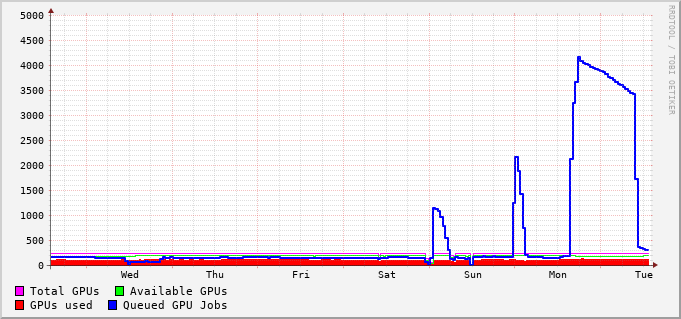 5000
4500
4000
3500
3000
2500
2000
1500
1000
500
0
Wed Thu Fri Sat Sun Mon Tue
Total GPUs Available GPUs
GPUs used Queued GPU Jobs
RRDTOOL / TOBI OETIKER